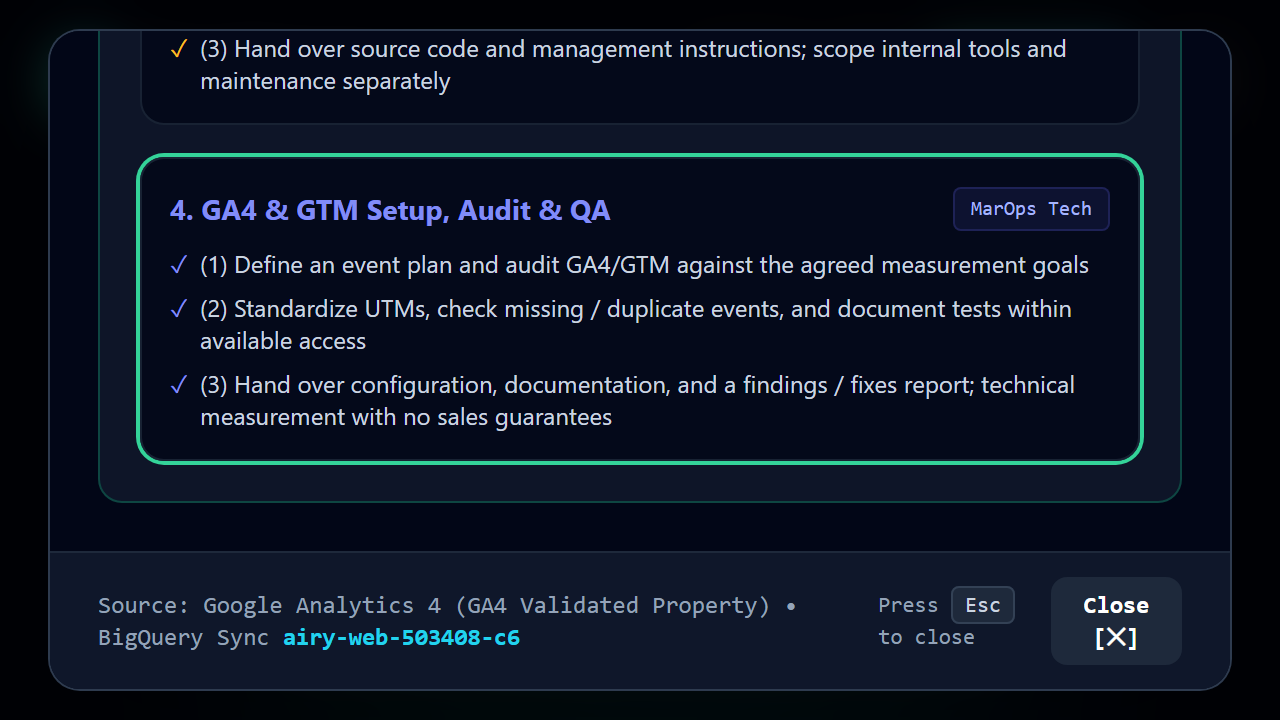 ✓ (3) Hand over source code and management instructions; scope internal tools and
maintenance separately
4. GA4 & GTM Setup, Audit & QA
MarOps Tech
✓ (1) Define an event plan and audit GA4/GTM against the agreed measurement goals
✓ (2) Standardize UTMs, check missing / duplicate events, and document tests within
available access
✓ (3) Hand over configuration, documentation, and a findings / fixes report; technical
measurement with no sales guarantees
Source: Google Analytics 4 (GA4 Validated Property) •
BigQuery Sync airy-web-503408-c6
Press Esc
to close
Close
[✕]